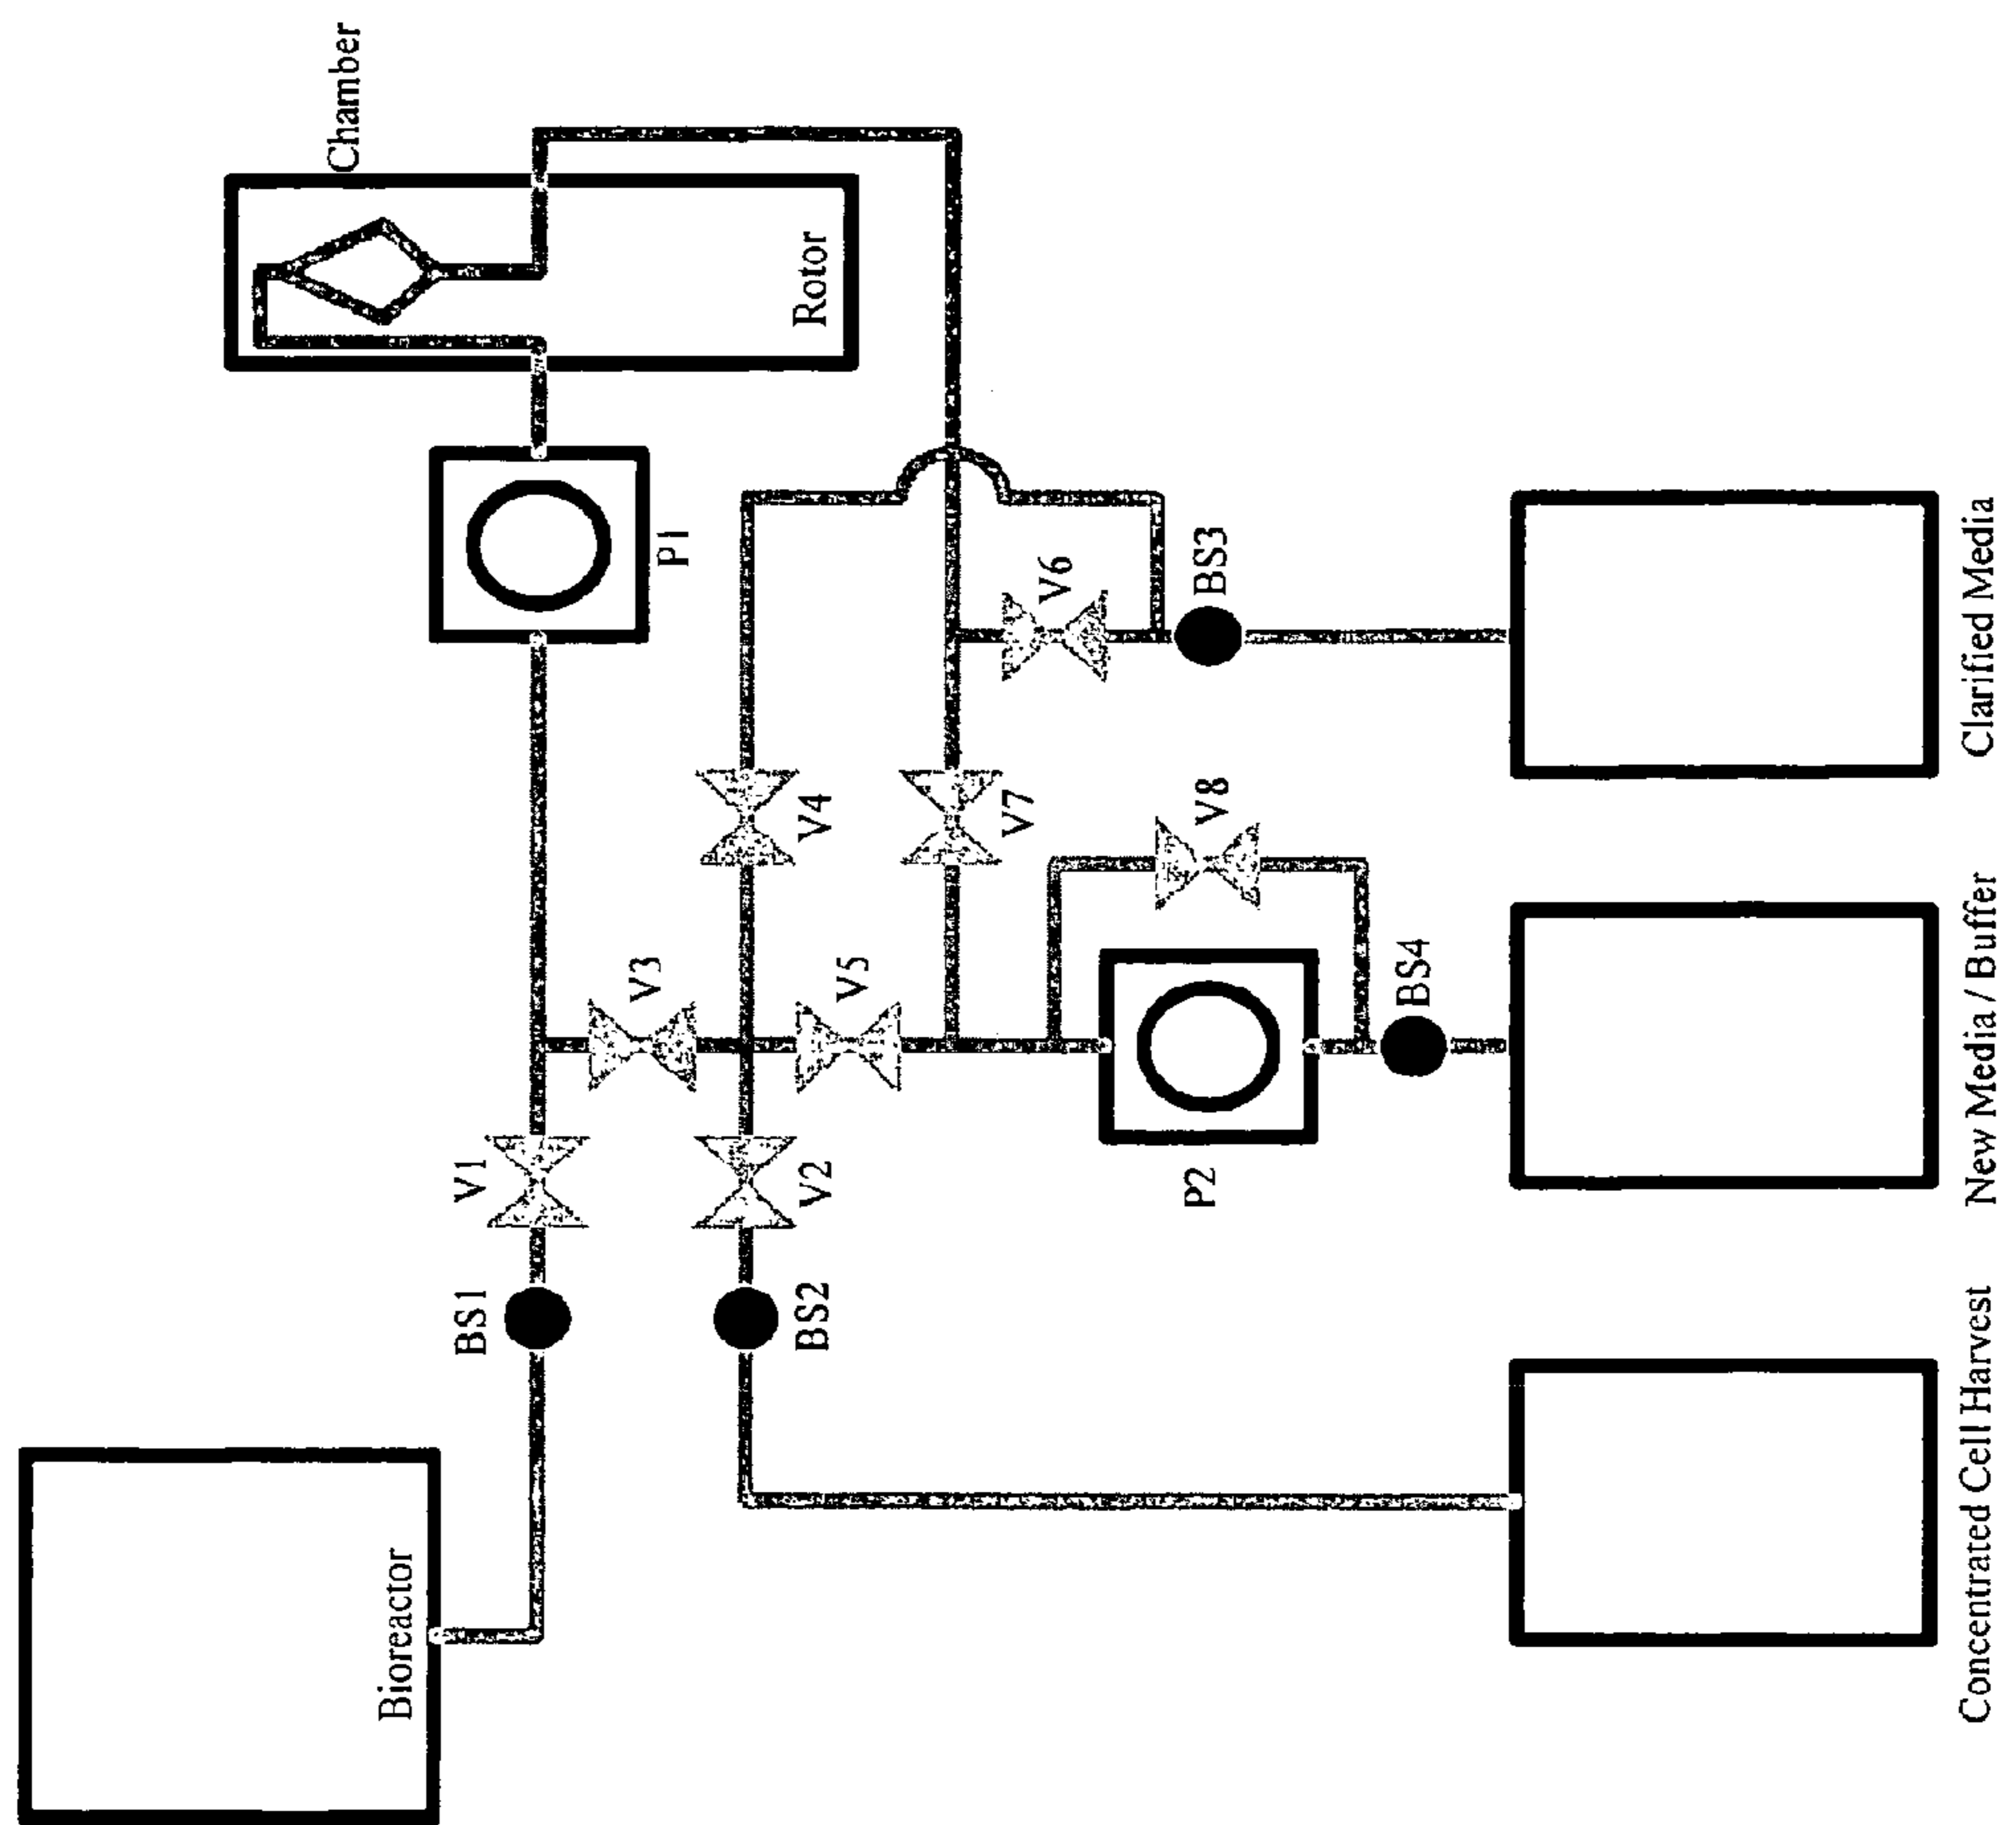 Chamber
Rotor
P1
V6
BS3
Clarified Media
V4
V7
V8
V3
V5
BS4
New Media / Buffer
V1
V2
P2
BS1
BS2
Bioreactor
Concentrated Cell Harvest